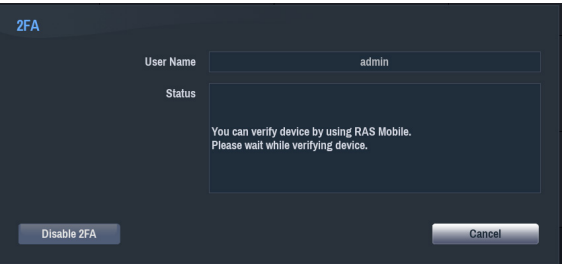 2FA
User Name
admin
Status
You can verify device by using RAS Mobile.
Please wait while verifying device.
Disable 2FA
Cancel